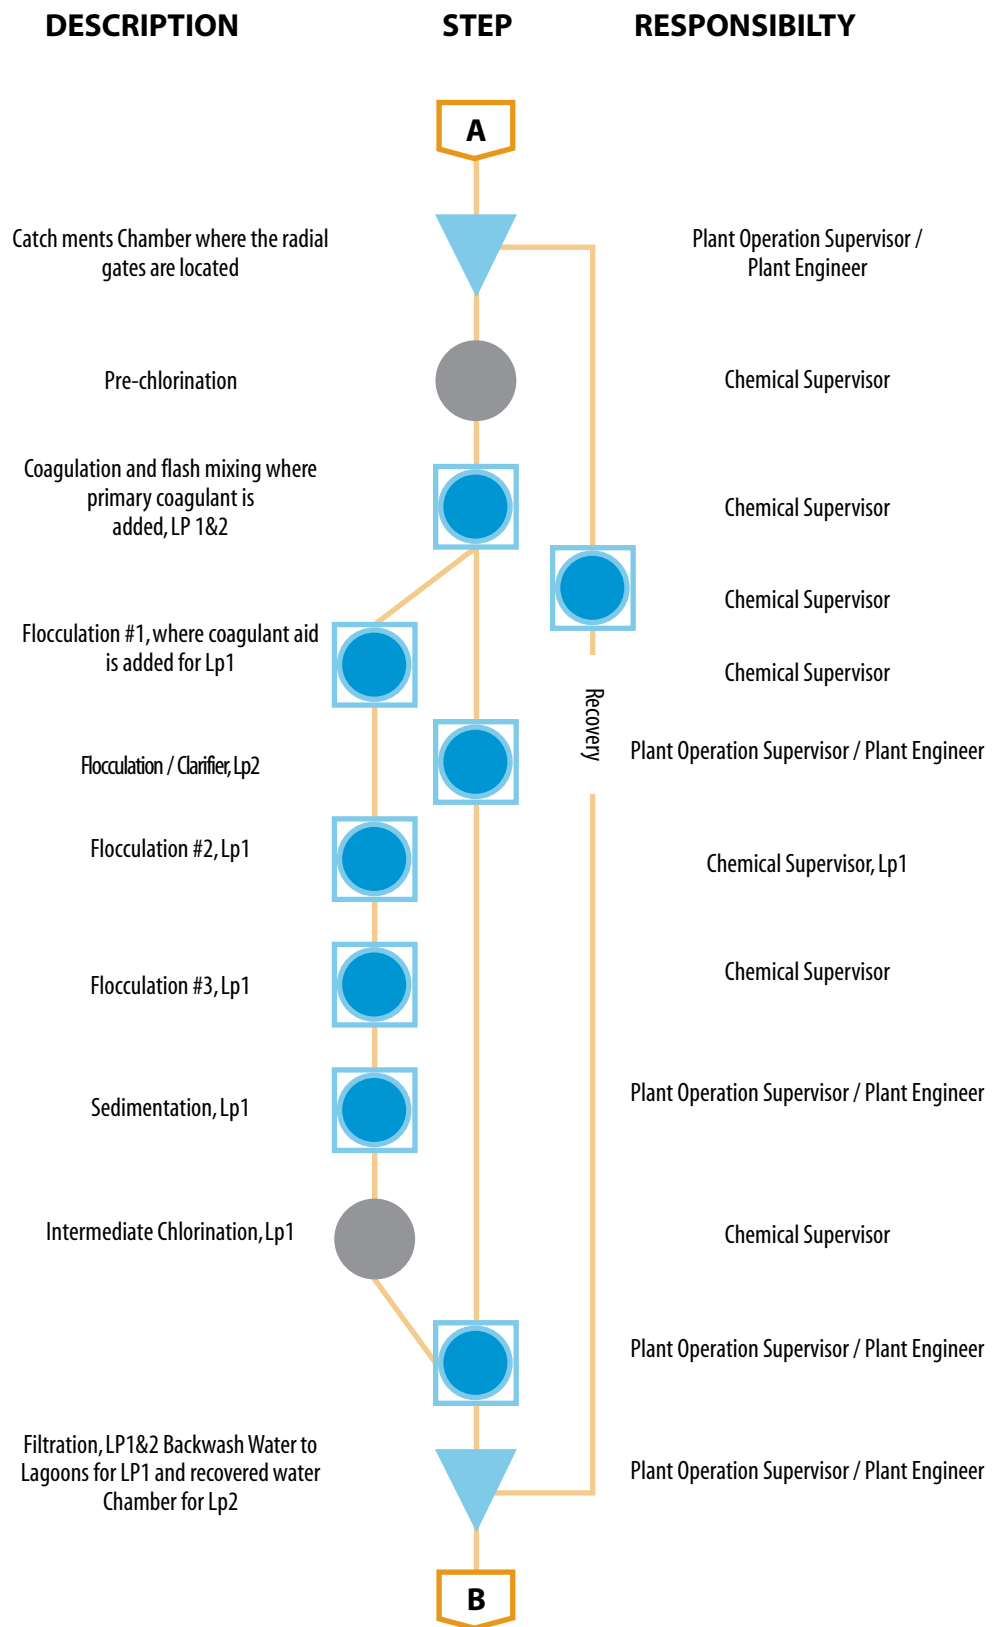 DESCRIPTION STEP RESPONSIBILTY
A
Catch ments Chamber where the radial
gates are located
Plant Operation Supervisor /
Plant Engineer
Pre-chlorination
Chemical Supervisor
Coagulation and flash mixing where
primary coagulant is
added, LP 1&2
Chemical Supervisor
Chemical Supervisor
Flocculation #1, where coagulant aid
is added for Lp1
Chemical Supervisor
Recovery
Flocculation / Clarifier, Lp2
Plant Operation Supervisor / Plant Engineer
Flocculation #2, Lp1
Chemical Supervisor, Lp1
Flocculation #3, Lp1
Chemical Supervisor
Sedimentation, Lp1
Plant Operation Supervisor / Plant Engineer
Intermediate Chlorination, Lp1
Chemical Supervisor
Plant Operation Supervisor / Plant Engineer
Filtration, LP1&2 Backwash Water to
Lagoons for LP1 and recovered water
Chamber for Lp2
Plant Operation Supervisor / Plant Engineer
B